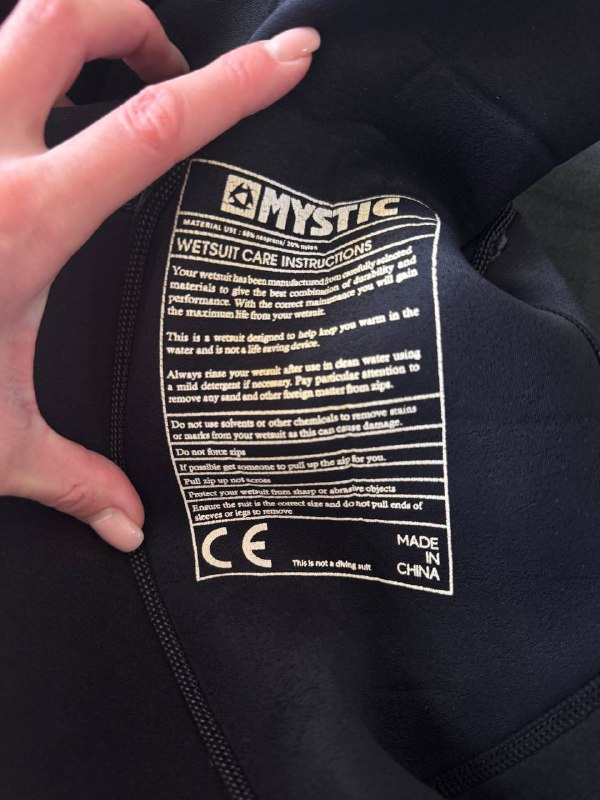 MYSTIC
MATERIAL USE : 80% neoprene/ 20% nylon
WETSUIT CARE INSTRUCTIONS
Your wetsuit has been manufactured from carefully selected
materials to give the best combination of durability and
performance. With the correct maintenance you will gain
the maximum life from your wetsuit.
This is a wetsuit designed to help keep you warm in the
water and is not a life saving device.
Always rinse your wetsuit after use in clean water using
a mild detergent if necessary. Pay particular attention to
remove any sand and other foreign matter from zips.
Do not use solvents or other chemicals to remove stains
or marks from your wetsuit as this can cause damage.
Do not force zips
If possible get someone to pull up the zip for you.
Pull zip up not across
Protect your wetsuit from sharp or abrasive objects
Ensure the suit is the correct size and do not pull ends of
sleeves or legs to remove
CE
This is not a diving suit
MADE
IN
CHINA